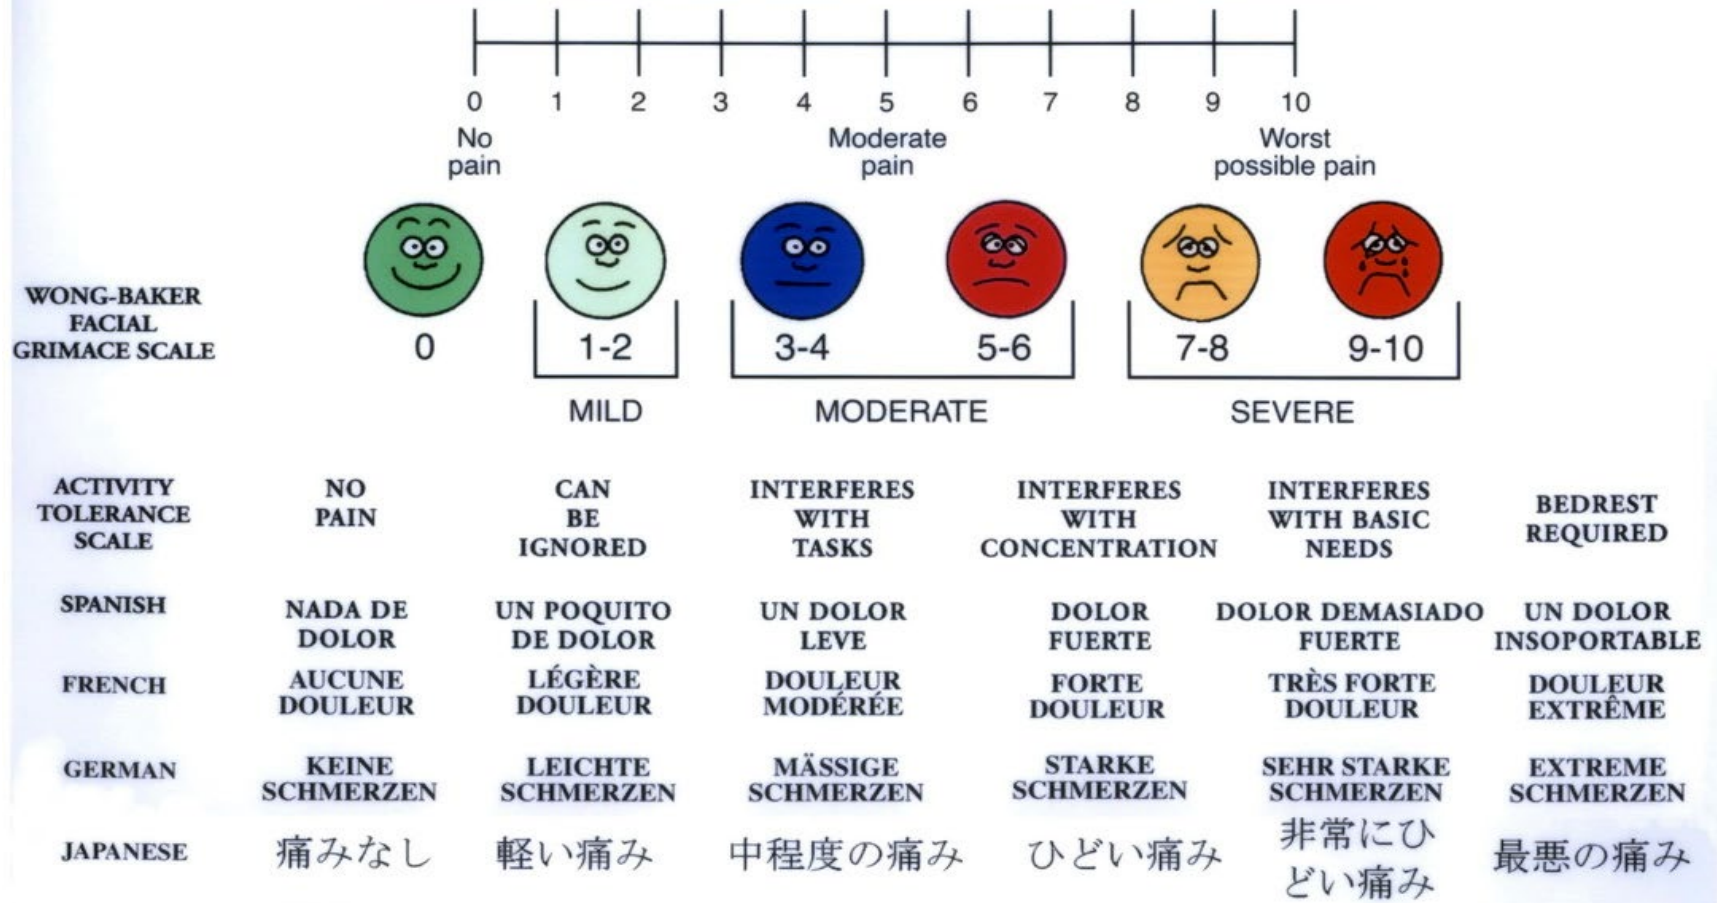 0 1 2 3 4 5 6 7 8 9 10
No Moderate Worst
pain pain possible pain
WONG-BAKER
FACIAL
GRIMACE SCALE
0 1-2 3-4 5-6 7-8 9-10
MILD MODERATE SEVERE
ACTIVITY
TOLERANCE
SCALE
NO
PAIN
CAN
BE
IGNORED
INTERFERES
WITH
TASKS
INTERFERES
WITH
CONCENTRATION
INTERFERES
WITH BASIC
NEEDS
BEDREST
REQUIRED
SPANISH
NADA DE
DOLOR
UN POQUITO
DE DOLOR
UN DOLOR
LEVE
DOLOR
FUERTE
DOLOR DEMASIADO
FUERTE
UN DOLOR
INSOPORTABLE
FRENCH
AUCUNE
DOULEUR
LÉGÈRE
DOULEUR
DOULEUR
MODÉRÉE
FORTE
DOULEUR
TRÈS FORTE
DOULEUR
DOULEUR
EXTRÊME
GERMAN
KEINE
SCHMERZEN
LEICHTE
SCHMERZEN
MÄSSIGE
SCHMERZEN
STARKE
SCHMERZEN
SEHR STARKE
SCHMERZEN
EXTREME
SCHMERZEN
JAPANESE
痛みなし
軽い痛み
中程度の痛み
ひどい痛み
非常にひ
どい痛み
最悪の痛み